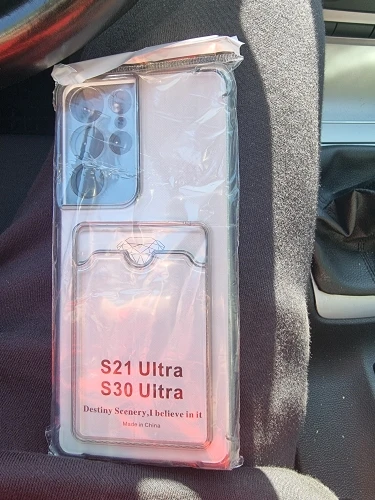 S21 Ultra
S30 Ultra
Destiny Scenery,I believe in it
Made in China